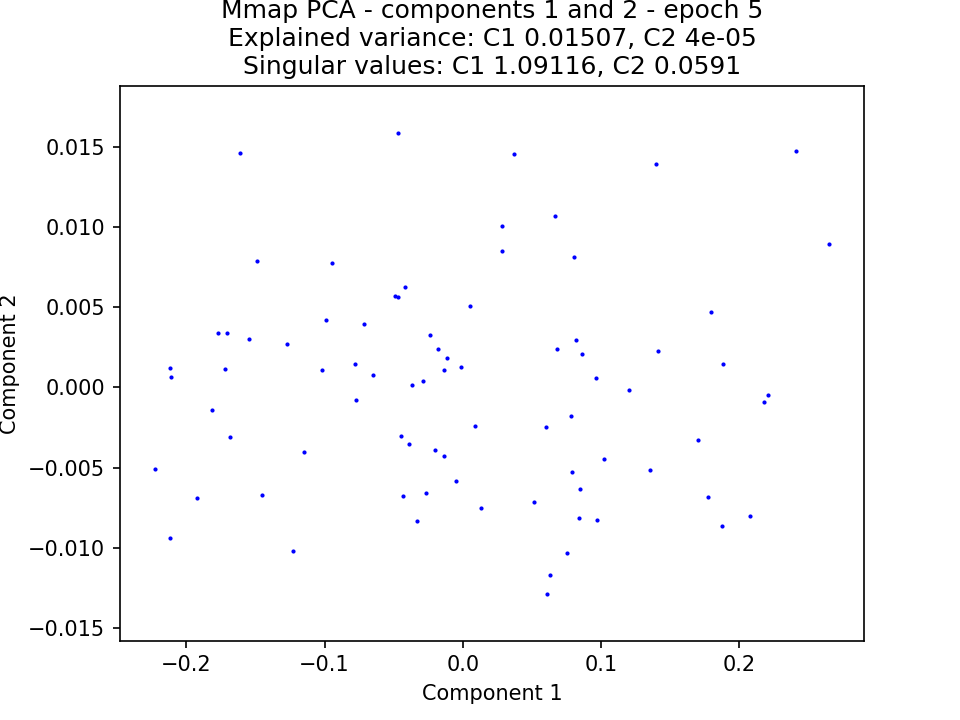 Mmap PCA - components 1 and 2 - epoch 5
Explained variance: C1 0.01507, C2 4e-05
Singular values: C1 1.09116, C2 0.0591
0.015
0.010
0.005
0.000
−0.005
−0.010
−0.015
Component 2
−0.2
−0.1
0.0
0.1
0.2
Component 1